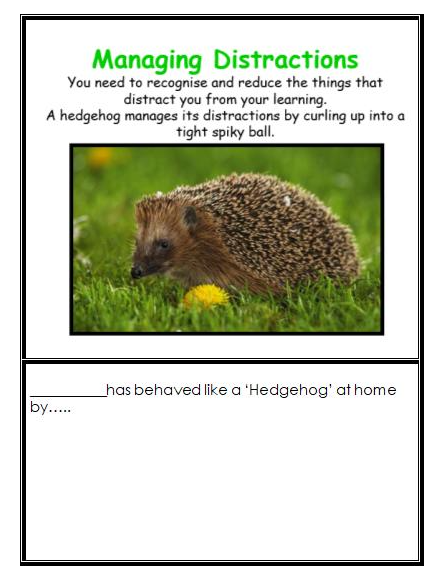 Managing Distractions
You need to recognise and reduce the things that
distract you from your learning.
A hedgehog manages its distractions by curling up into a
tight spiky ball.
__________has behaved like a ‘Hedgehog’ at home
by…..